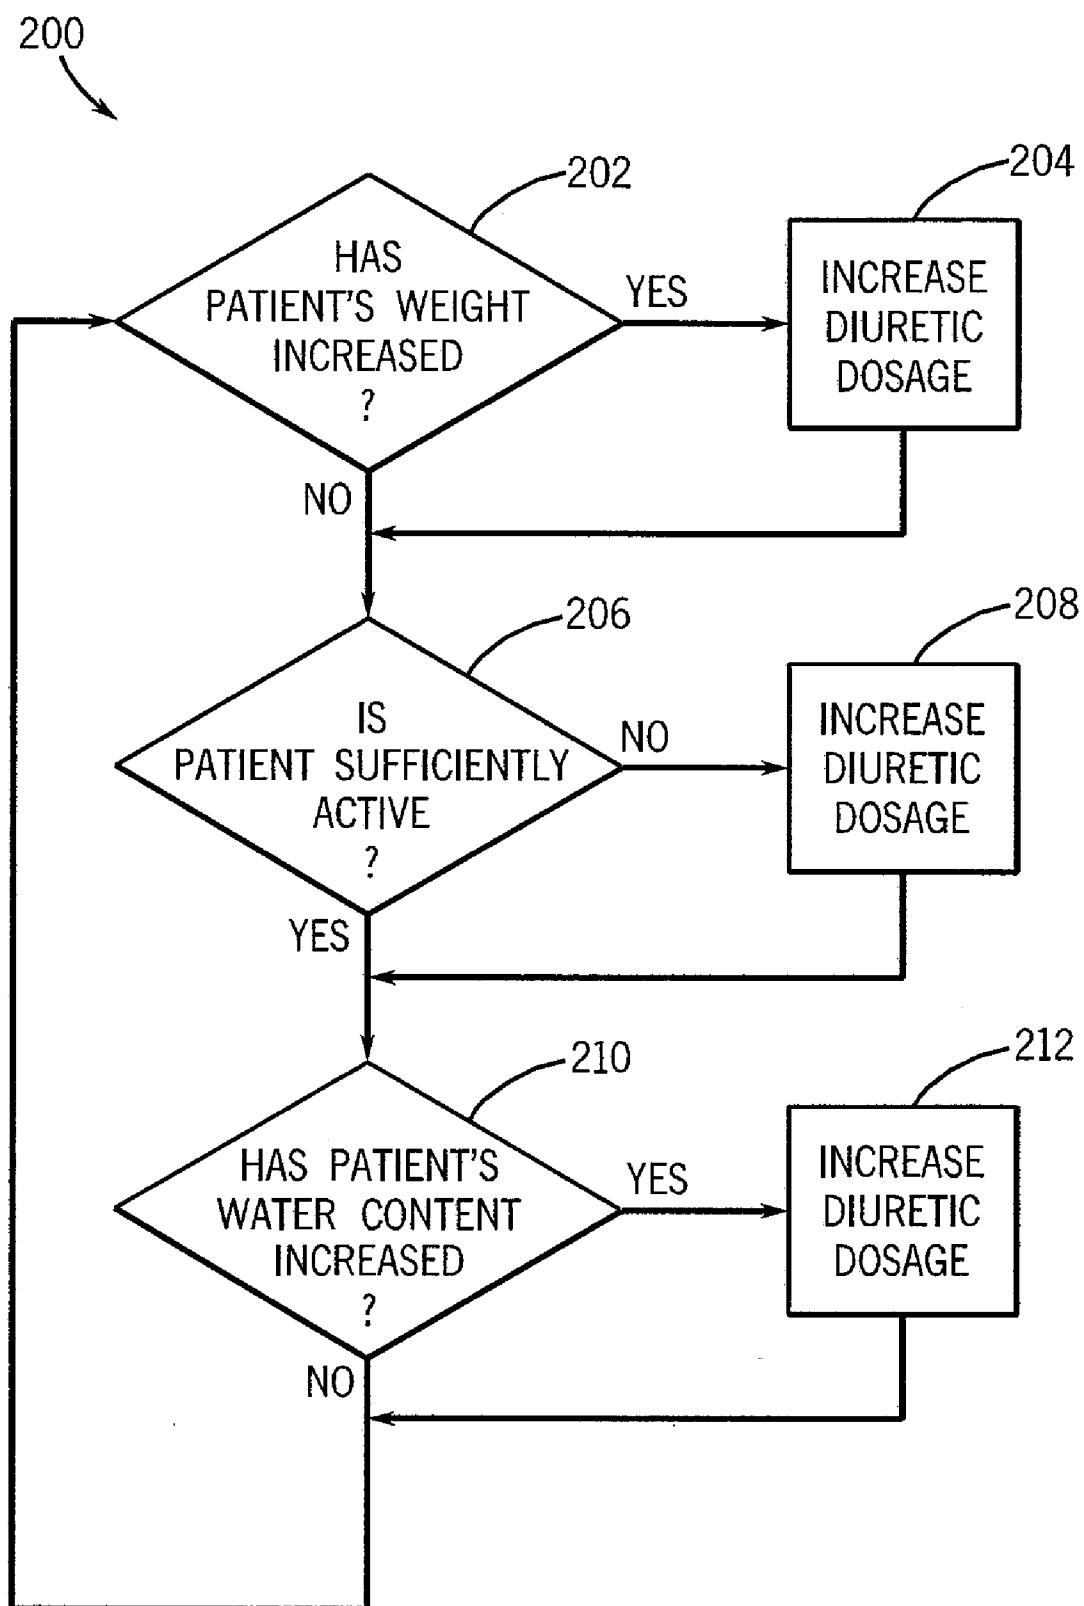 200
202
HAS
PATIENT'S WEIGHT
INCREASED
?
YES
204
INCREASE
DIURETIC
DOSAGE
NO
206
IS
PATIENT SUFFICIENTLY
ACTIVE
?
NO
208
INCREASE
DIURETIC
DOSAGE
YES
210
HAS PATIENT'S
WATER CONTENT
INCREASED
?
YES
212
INCREASE
DIURETIC
DOSAGE
NO